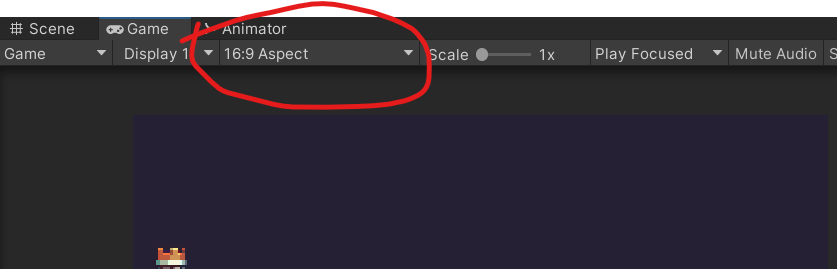 Scene Game Animator
Game Display 1 16:9 Aspect Scale 1x Play Focused Mute Audio S